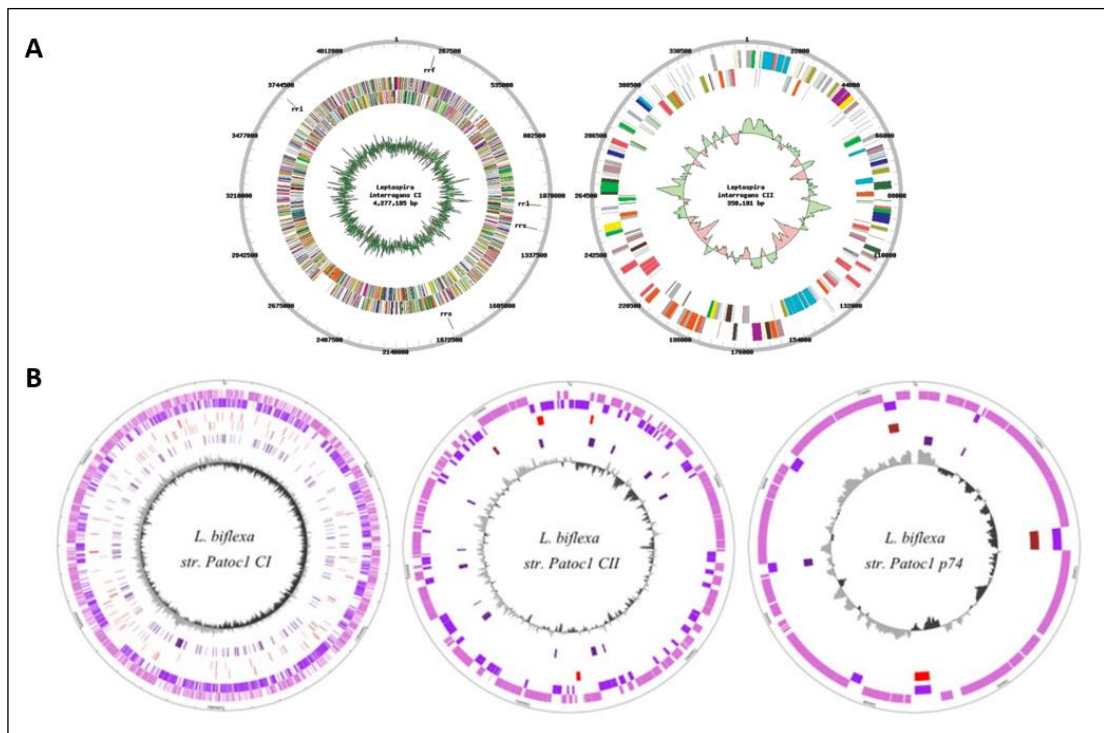 A
4012000
267500
rrf
3744500
535000
rrl
3477000
802500
3210000
Leptospira
interrogans CI
4,277,185 bp
1070000
rrl
rrs
2942500
1337500
2675000
1605000
rrs
2407500
1872500
2140000
330500
22000
308500
44000
286500
66000
264500
Leptospira
interrogans CII
350,181 bp
88000
242500
110000
220500
132000
198000
154000
176000
B
L. biflexa
str. Patoc1 CI
L. biflexa
str. Patoc1 CII
L. biflexa
str. Patoc1 p74